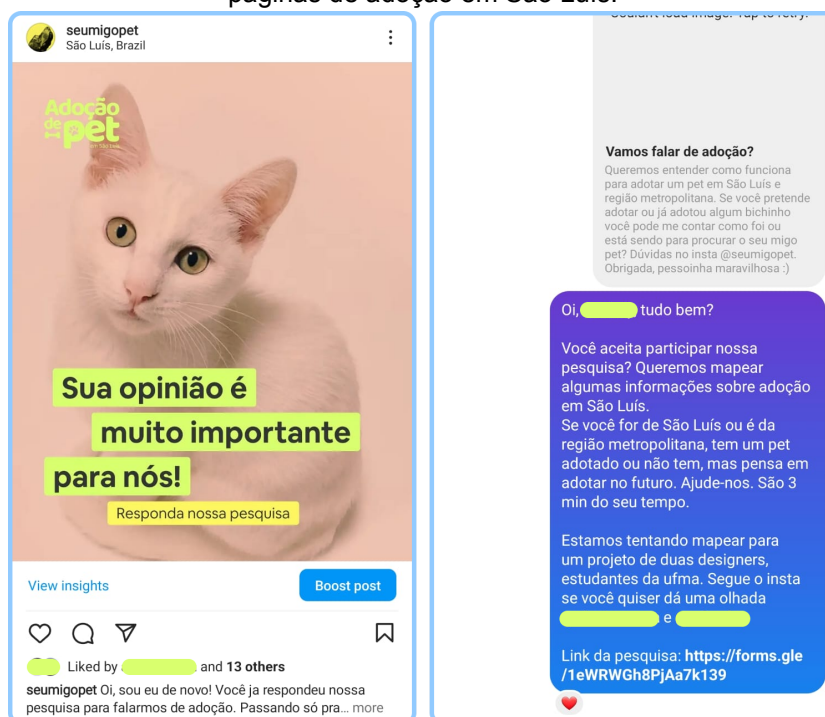 páginas de adoção em São Luís.
seumigopet
São Luís, Brazil
Adoção
de
pet
Sua opinião é
muito importante
para nós!
Responda nossa pesquisa
View insights
Boost post
Liked by
and 13 others
seumigopet Oi, sou eu de novo! Você ja respondeu nossa
pesquisa para falarmos de adoção. Passando só pra... more
Couldn't load image. Tap to retry.
Vamos falar de adoção?
Queremos entender como funciona
para adotar um pet em São Luís e
região metropolitana. Se você pretende
adotar ou já adotou algum bichinho
você pode me contar como foi ou
está sendo para procurar o seu migo
pet? Dúvidas no insta @seumigopet.
Obrigada, pessoinha maravilhosa :)
Oi, tudo bem?
Você aceita participar nossa
pesquisa? Queremos mapear
algumas informações sobre adoção
em São Luís.
Se você for de São Luís ou é da
região metropolitana, tem um pet
adotado ou não tem, mas pensa em
adotar no futuro. Ajude-nos. São 3
min do seu tempo.
Estamos tentando mapear para
um projeto de duas designers,
estudantes da ufma. Segue o insta
se você quiser dá uma olhada
e
Link da pesquisa: https://forms.gle
/1eWRWGh8PjAa7k139